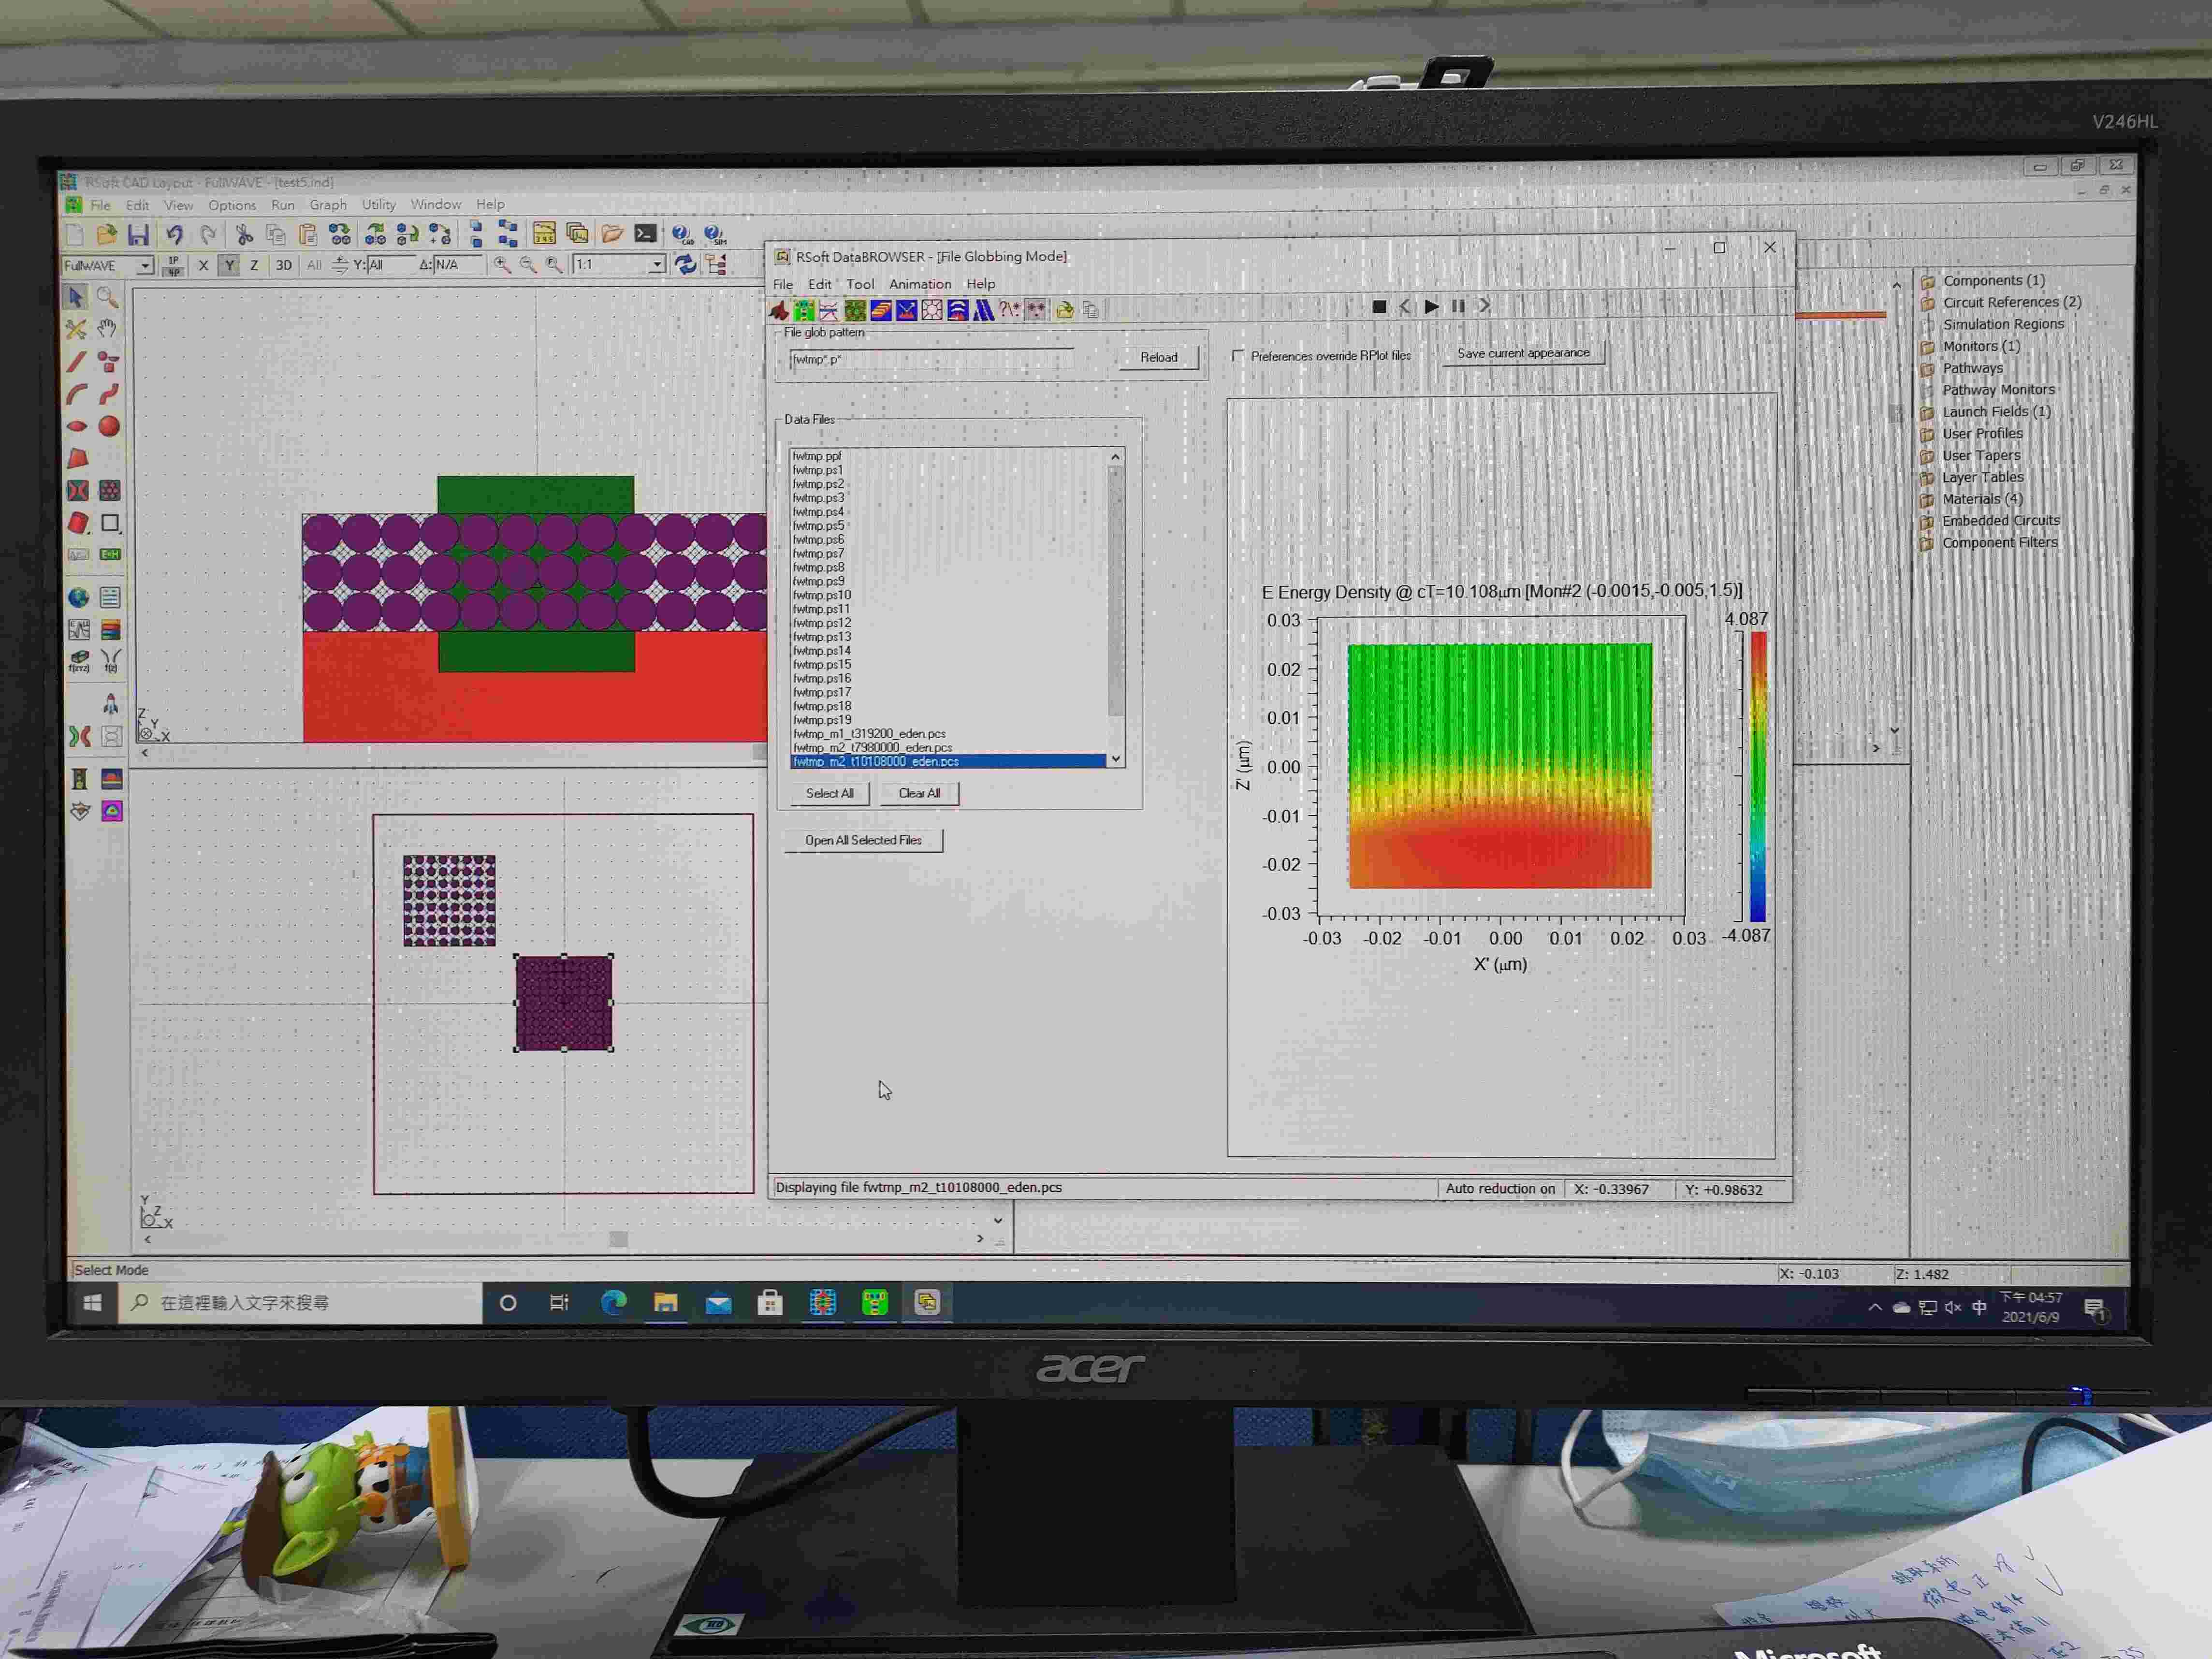 V246HL
RSoft CAD Layout - FullWAVE - [test5.ind]
File Edit View Options Run Graph Utility Window Help
FullWAVE X Y Z 3D All Y: All Δ: N/A 1:1
RSoft DataBROWSER - [File Globbing Mode]
File Edit Tool Animation Help
File glob pattern
fwtmp*.p*
Reload
Preferences override RPlot files
Save current appearance
Data Files
fwtmp.ppf
fwtmp.ps1
fwtmp.ps2
fwtmp.ps3
fwtmp.ps4
fwtmp.ps5
fwtmp.ps6
fwtmp.ps7
fwtmp.ps8
fwtmp.ps9
fwtmp.ps10
fwtmp.ps11
fwtmp.ps12
fwtmp.ps13
fwtmp.ps14
fwtmp.ps15
fwtmp.ps16
fwtmp.ps17
fwtmp.ps18
fwtmp.ps19
fwtmp_m1_t319200_eden.pcs
fwtmp_m2_t7980000_eden.pcs
fwtmp_m2_t10108000_eden.pcs
Select All
Clear All
Open All Selected Files
E Energy Density @ cT=10.108μm [Mon#2 (-0.0015,-0.005,1.5)]
4.087
0.03
0.02
0.01
0.00
-0.01
-0.02
-0.03
Z' (μm)
-0.03 -0.02 -0.01 0.00 0.01 0.02 0.03
-4.087
X' (μm)
Displaying file fwtmp_m2_t10108000_eden.pcs
Auto reduction on X: -0.33967 Y: +0.98632
Components (1)
Circuit References (2)
Simulation Regions
Monitors (1)
Pathways
Pathway Monitors
Launch Fields (1)
User Profiles
User Tapers
Layer Tables
Materials (4)
Embedded Circuits
Component Filters
Z
Y
X
Y
Z
X
Select Mode
X: -0.103
Z: 1.482
在這裡輸入文字來搜尋
中
下午 04:57
2021/6/9
1
acer
Microsoft